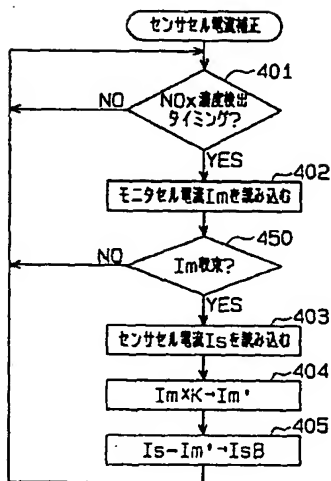 センサセル電流補正
401
NOx濃度検出
タイミング?
NO
YES
402
モニタセル電流Imを読み込む
450
NO
Im収束?
YES
403
センサセル電流Isを読み込む
404
Im×K→Im'
405
Is-Im'→IsB